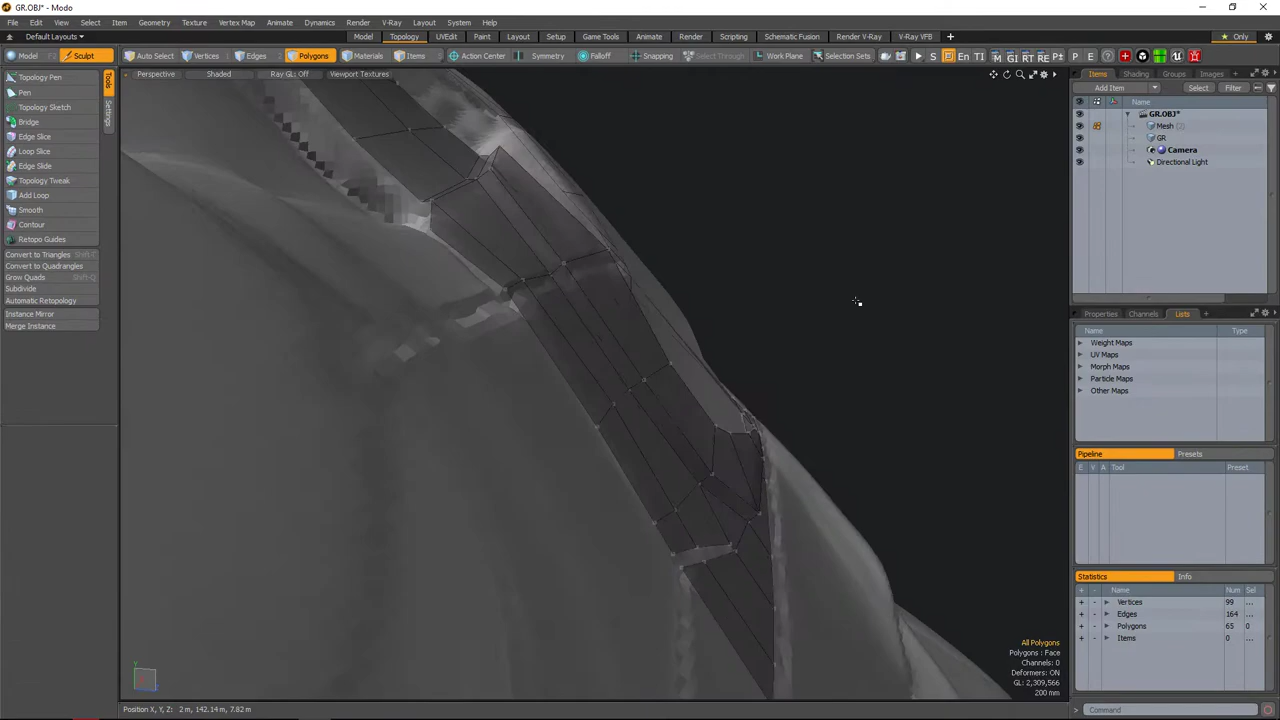 GR.OBJ* - Modo
File Edit View Select Item Geometry Texture Vertex Map Animate Dynamics Render V-Ray Layout System Help
Default Layouts Model Topology UVEdit Paint Layout Setup Game Tools Animate Render Scripting Schematic Fusion Render V-Ray V-Ray VFB Only
Model F2 Sculpt Auto Select Vertices Edges Polygons Materials Items Action Center Symmetry Falloff Snapping Select Through Work Plane Selection Sets
Perspective Shaded Ray GL: Off Viewport Textures
Topology Pen
Pen
Topology Sketch
Bridge
Edge Slice
Loop Slice
Edge Slide
Topology Tweak
Add Loop
Smooth
Contour
Retopo Guides
Convert to Triangles Shift-C
Convert to Quadrangles
Grow Quads Shift-Q
Subdivide
Automatic Retopology
Instance Mirror
Merge Instance
Tools
Settings
Items Shading Groups Images
Add Item Select Filter
Name
GR.OBJ*
Mesh (2)
GR
Camera
Directional Light
Properties Channels Lists
Name Type
Weight Maps
UV Maps
Morph Maps
Particle Maps
Other Maps
Pipeline Presets
E V A Tool Preset
Statistics Info
+ - Name Num Sel
+ - Vertices 99 ...
+ - Edges 164 ...
+ - Polygons 65 0
+ - Items 0 ...
All Polygons
Polygons : Face
Channels: 0
Deformers: ON
GL: 2,309,566
200 mm
Position X, Y, Z: 2 m, 142.14 m, 7.82 m
Command